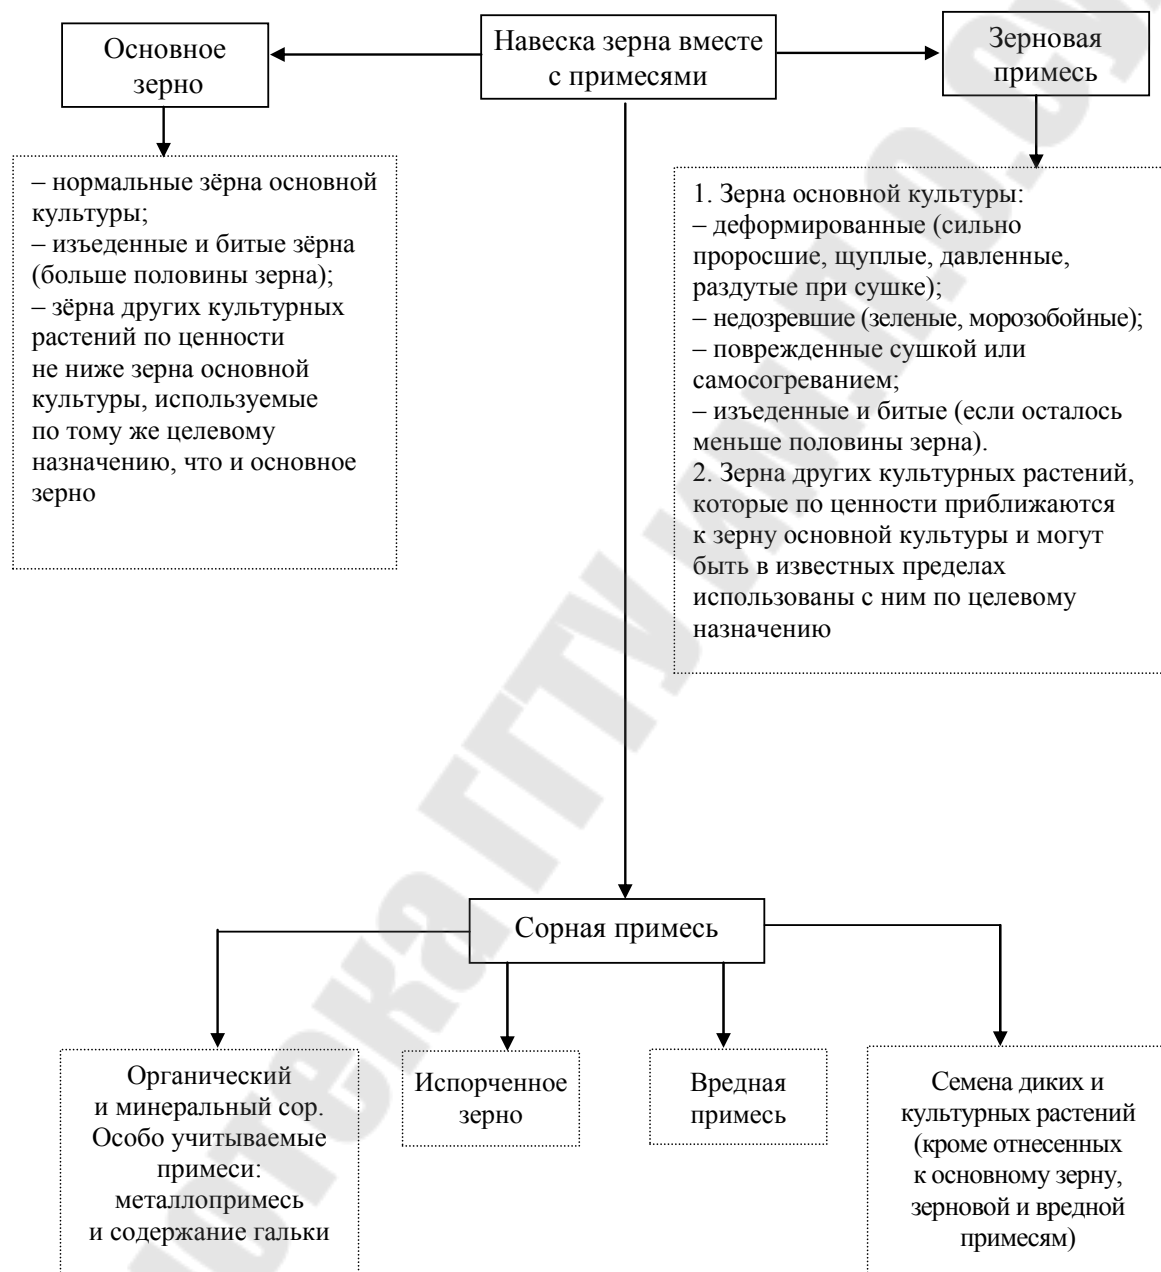 Основное
зерно
Навеска зерна вместе
с примесями
Зерновая
примесь
– нормальные зёрна основной
культуры;
– изъеденные и битые зёрна
(больше половины зерна);
– зёрна других культурных
растений по ценности
не ниже зерна основной
культуры, используемые
по тому же целевому
назначению, что и основное
зерно
1. Зерна основной культуры:
– деформированные (сильно
проросшие, щуплые, давленные,
раздутые при сушке);
– недозревшие (зеленые, морозобойные);
– поврежденные сушкой или
самосогреванием;
– изъеденные и битые (если осталось
меньше половины зерна).
2. Зерна других культурных растений,
которые по ценности приближаются
к зерну основной культуры и могут
быть в известных пределах
использованы с ним по целевому
назначению
Сорная примесь
Органический
и минеральный сор.
Особо учитываемые
примеси:
металлопримесь
и содержание гальки
Испорченное
зерно
Вредная
примесь
Семена диких и
культурных растений
(кроме отнесенных
к основному зерну,
зерновой и вредной
примесям)